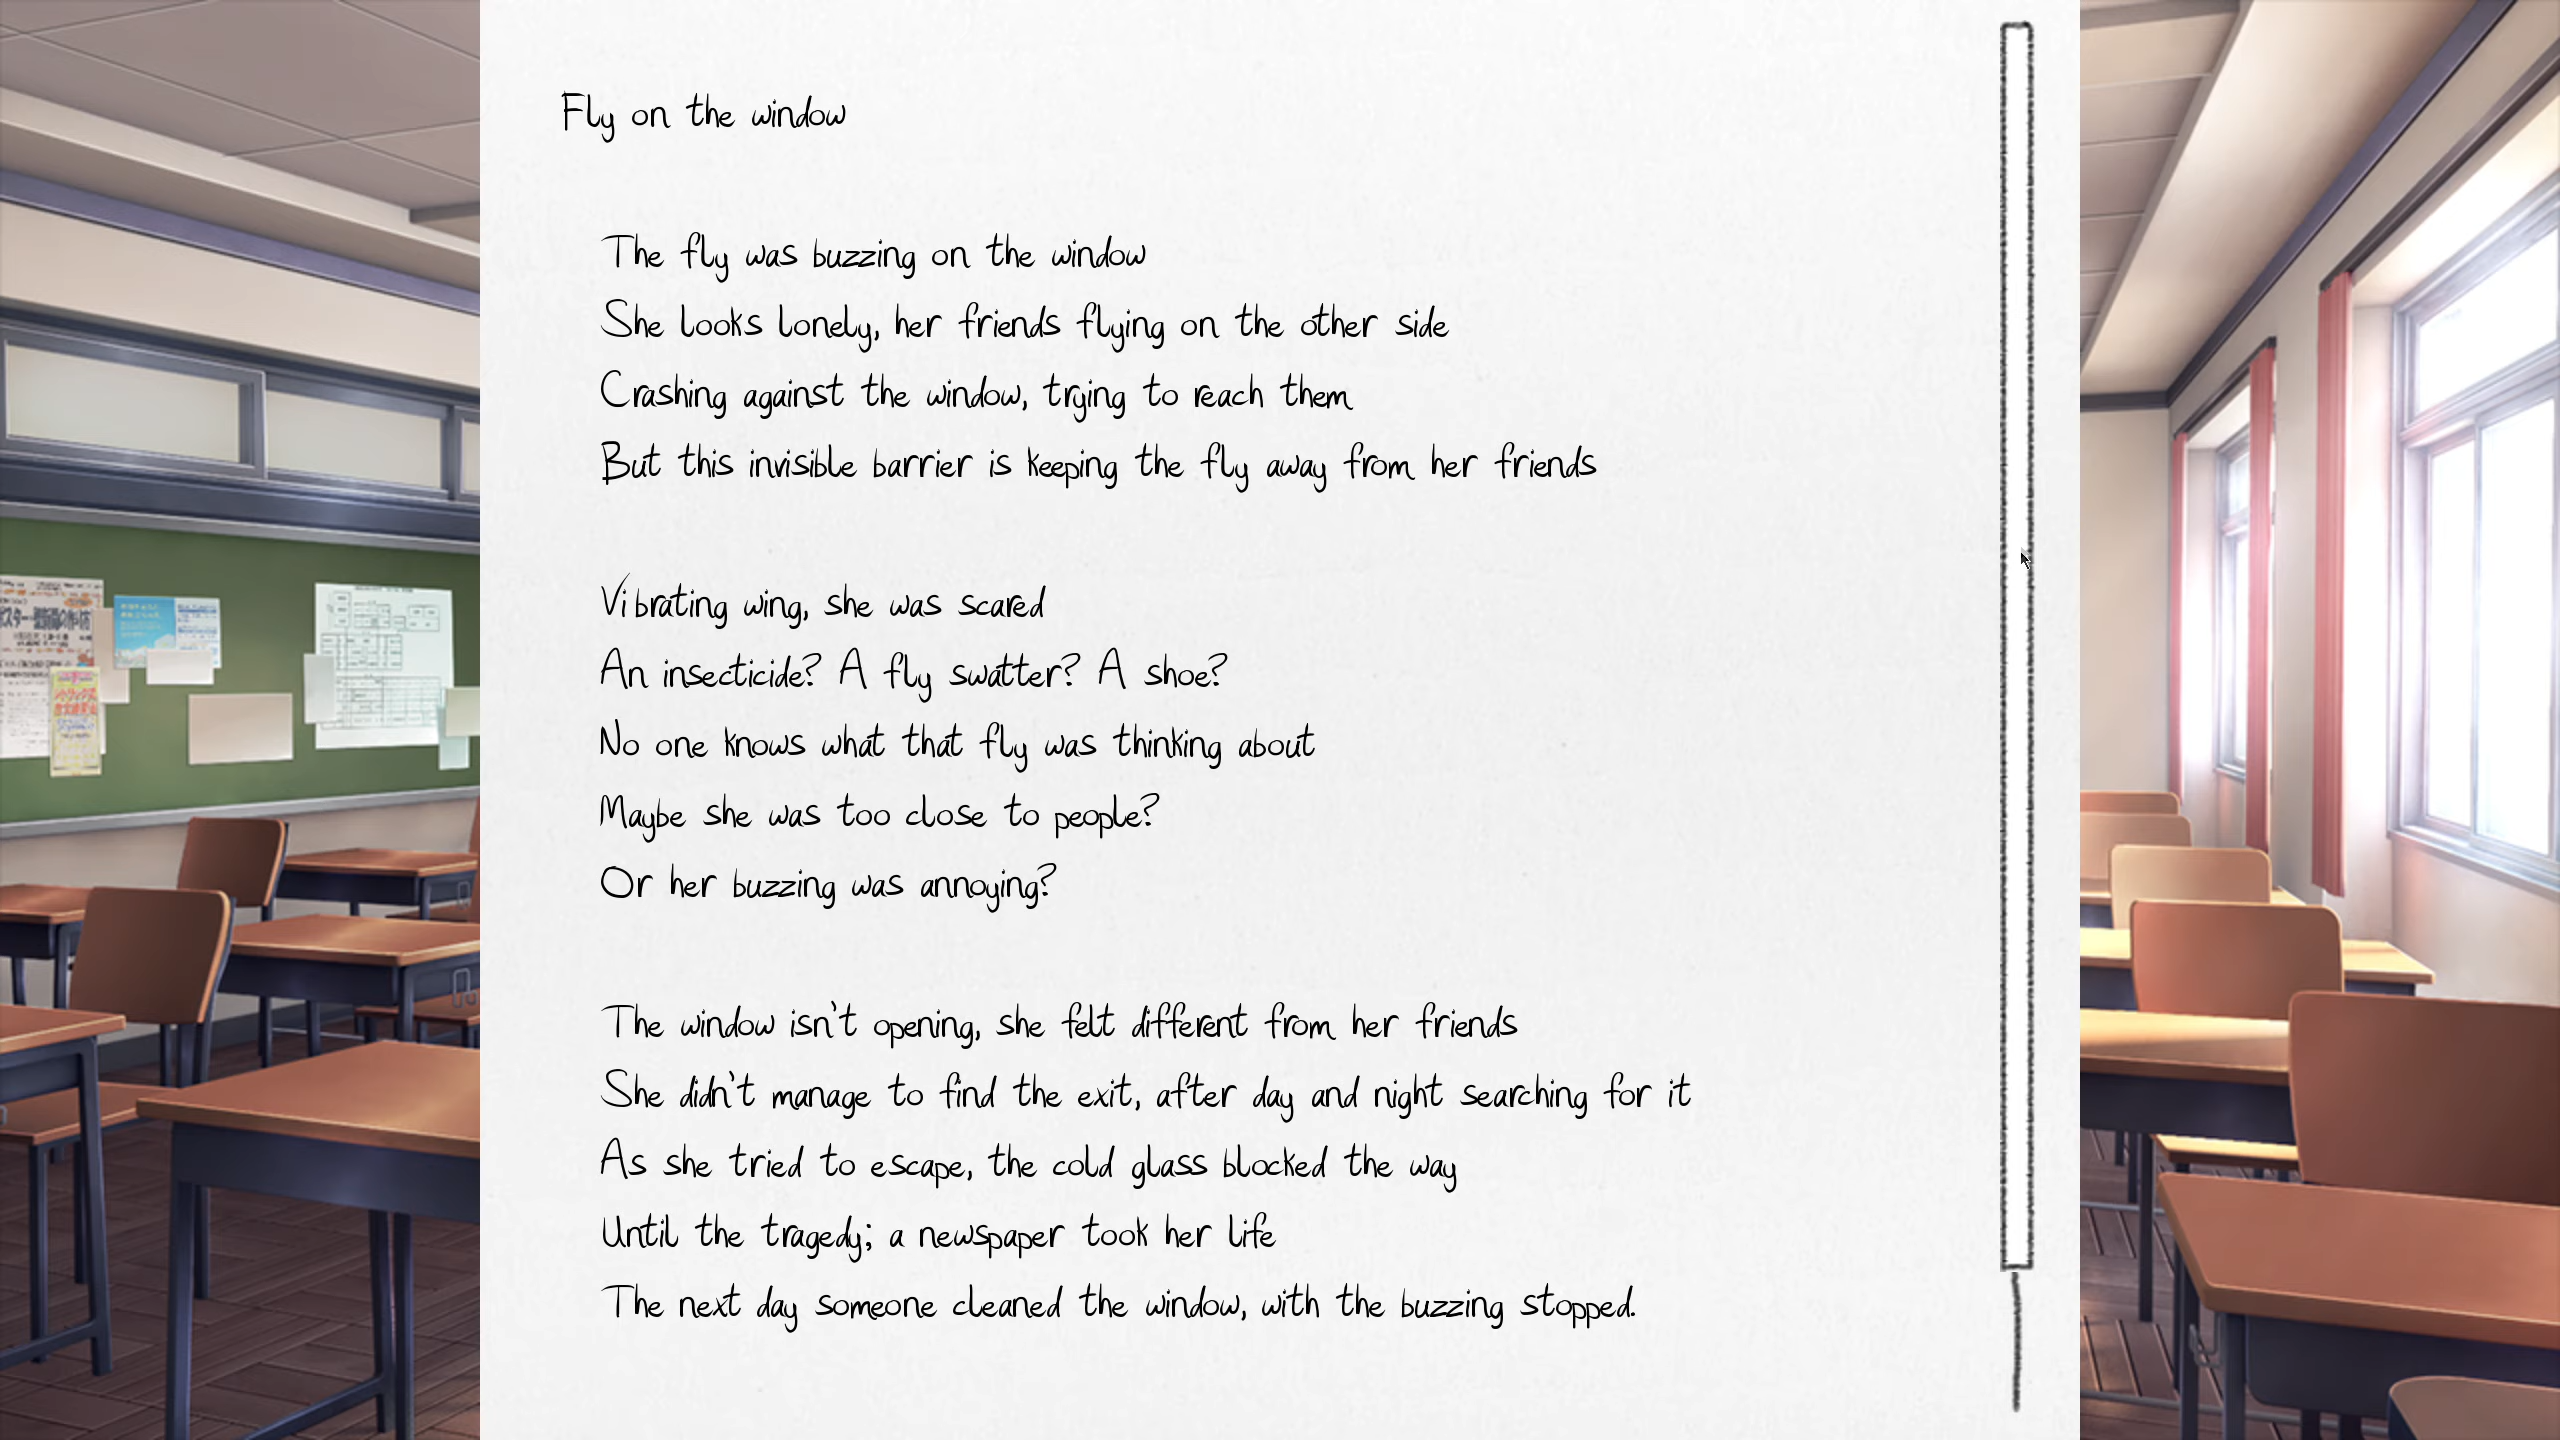 Fly on the window
The fly was buzzing on the window
She looks lonely, her friends flying on the other side
Crashing against the window, trying to reach them
But this invisible barrier is keeping the fly away from her friends
Vibrating wing, she was scared
An insecticide? A fly swatter? A shoe?
No one knows what that fly was thinking about
Maybe she was too close to people?
Or her buzzing was annoying?
The window isn't opening, she felt different from her friends
She didn't manage to find the exit, after day and night searching for it
As she tried to escape, the cold glass blocked the way
Until the tragedy; a newspaper took her life
The next day someone cleaned the window, with the buzzing stopped.